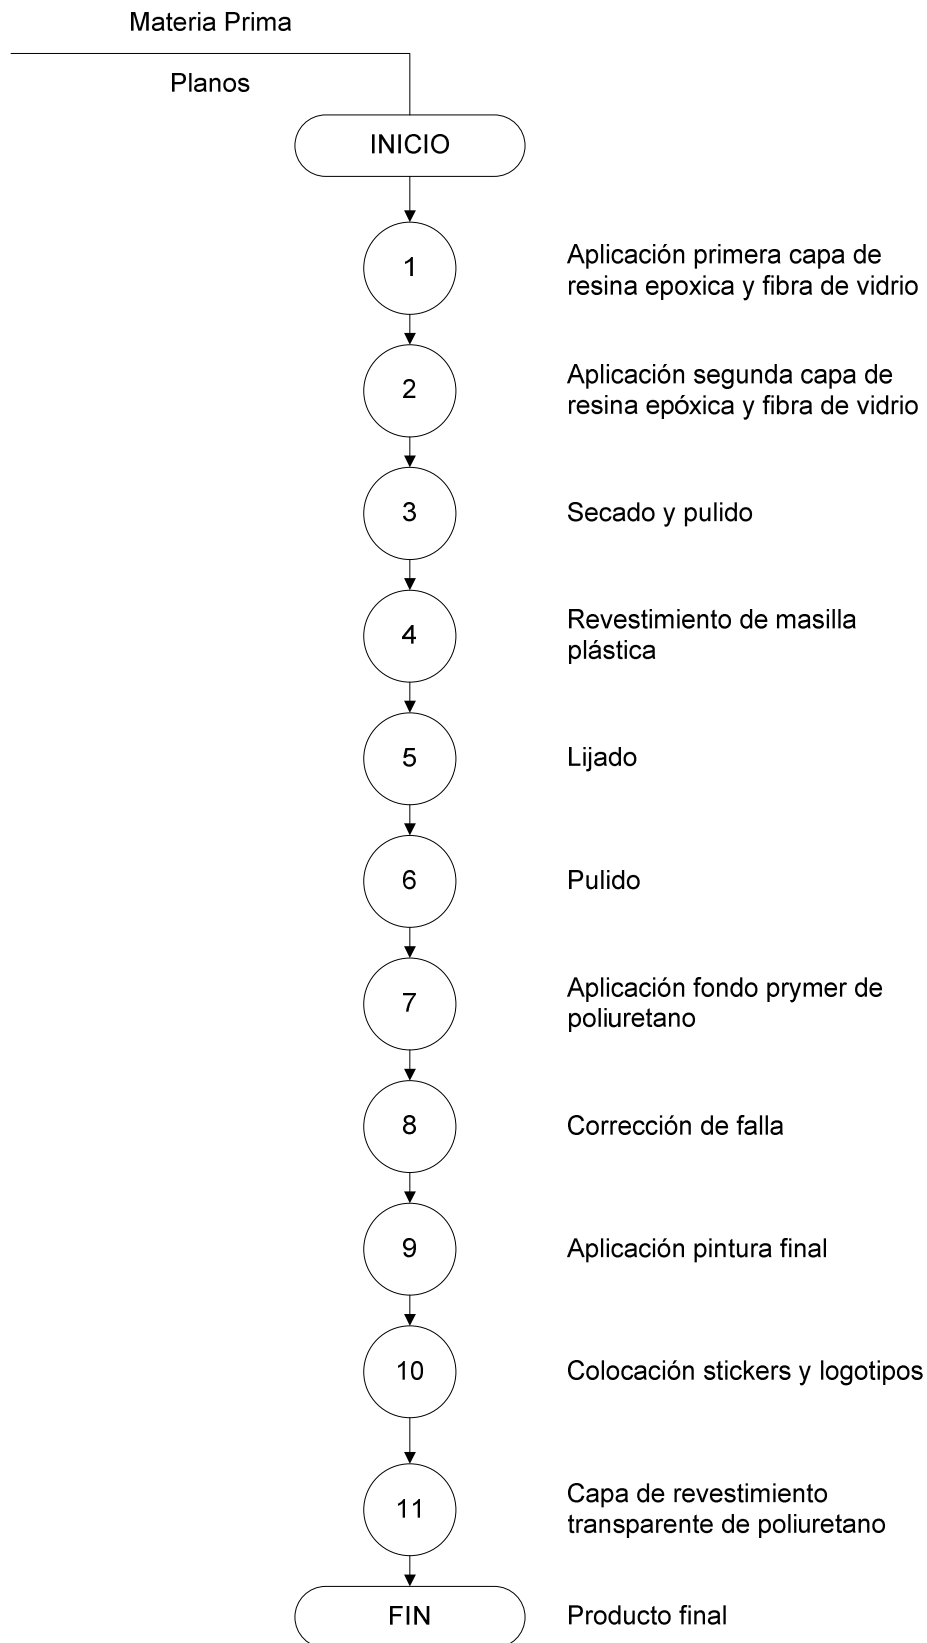 Materia Prima
Planos
INICIO
1
Aplicación primera capa de
resina epoxica y fibra de vidrio
2
Aplicación segunda capa de
resina epóxica y fibra de vidrio
3
Secado y pulido
4
Revestimiento de masilla
plástica
5
Lijado
6
Pulido
7
Aplicación fondo prymer de
poliuretano
8
Corrección de falla
9
Aplicación pintura final
10
Colocación stickers y logotipos
11
Capa de revestimiento
transparente de poliuretano
FIN
Producto final